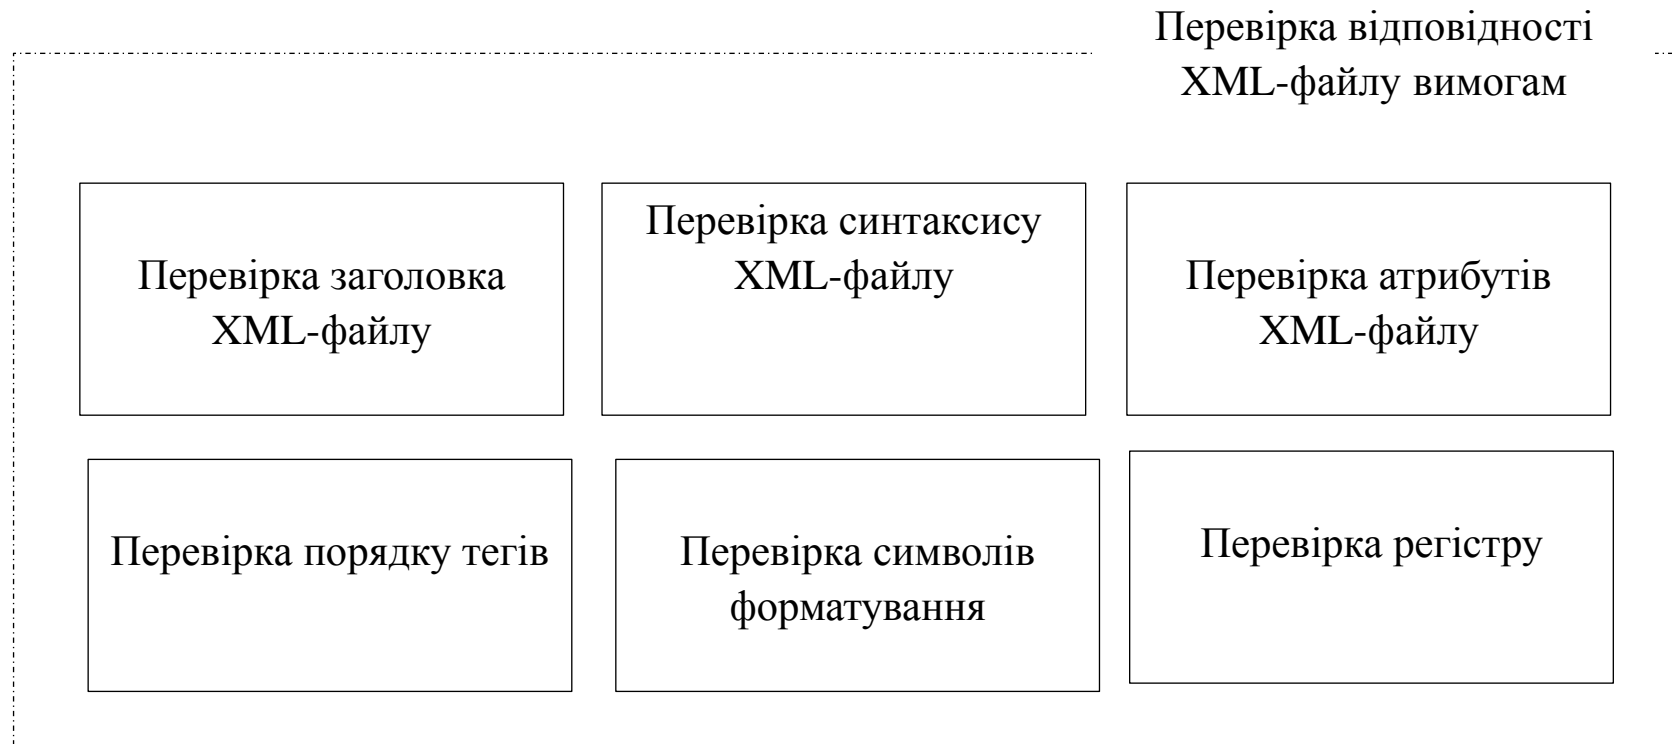 Перевірка відповідності
XML-файлу вимогам
Перевірка заголовка
XML-файлу
Перевірка синтаксису
XML-файлу
Перевірка атрибутів
XML-файлу
Перевірка порядку тегів
Перевірка символів
форматування
Перевірка регістру